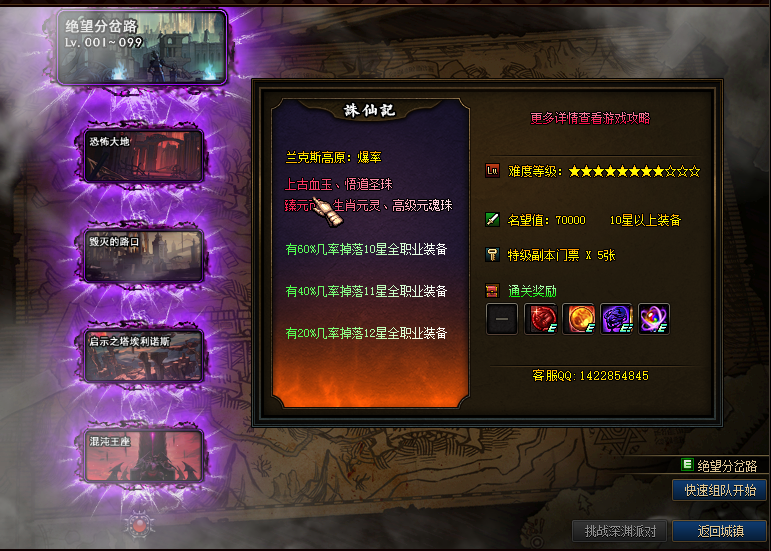 绝望分岔路
Lv. 001~099
恐怖大地
毁灭的路口
启示之塔埃利诺斯
混沌王座
誅仙記
兰克斯高原：爆率
上古血玉、悟道圣珠
臻元
生肖元灵、高级元魂珠
有60%几率掉落10星全职业装备
有40%几率掉落11星全职业装备
有20%几率掉落12星全职业装备
更多详情查看游戏攻略
Lv 难度等级：★★★★★★★★☆☆☆
名望值：70000 10星以上装备
特级副本门票 X 5张
通关奖励
E E E E
客服QQ:1422854845
E 绝望分岔路
快速组队开始
挑战深渊派对
返回城镇